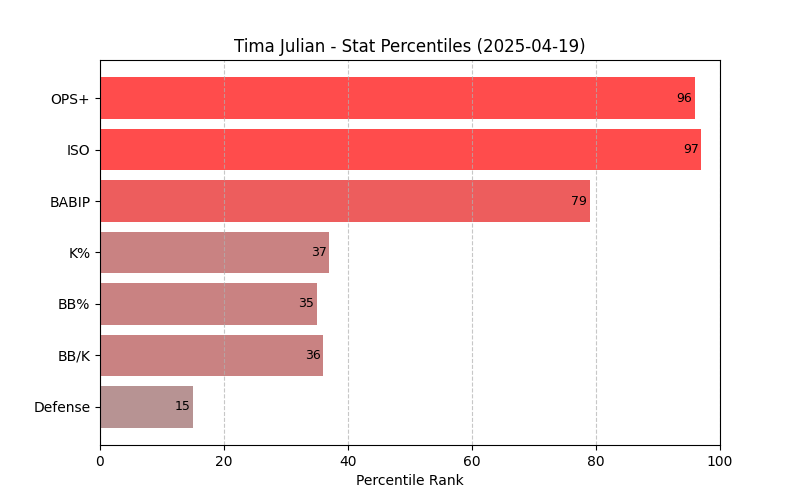 Tima Julian - Stat Percentiles (2025-04-19)
OPS+
96
ISO
97
BABIP
79
K%
37
BB%
35
BB/K
36
Defense
15
0
20
40
60
80
100
Percentile Rank